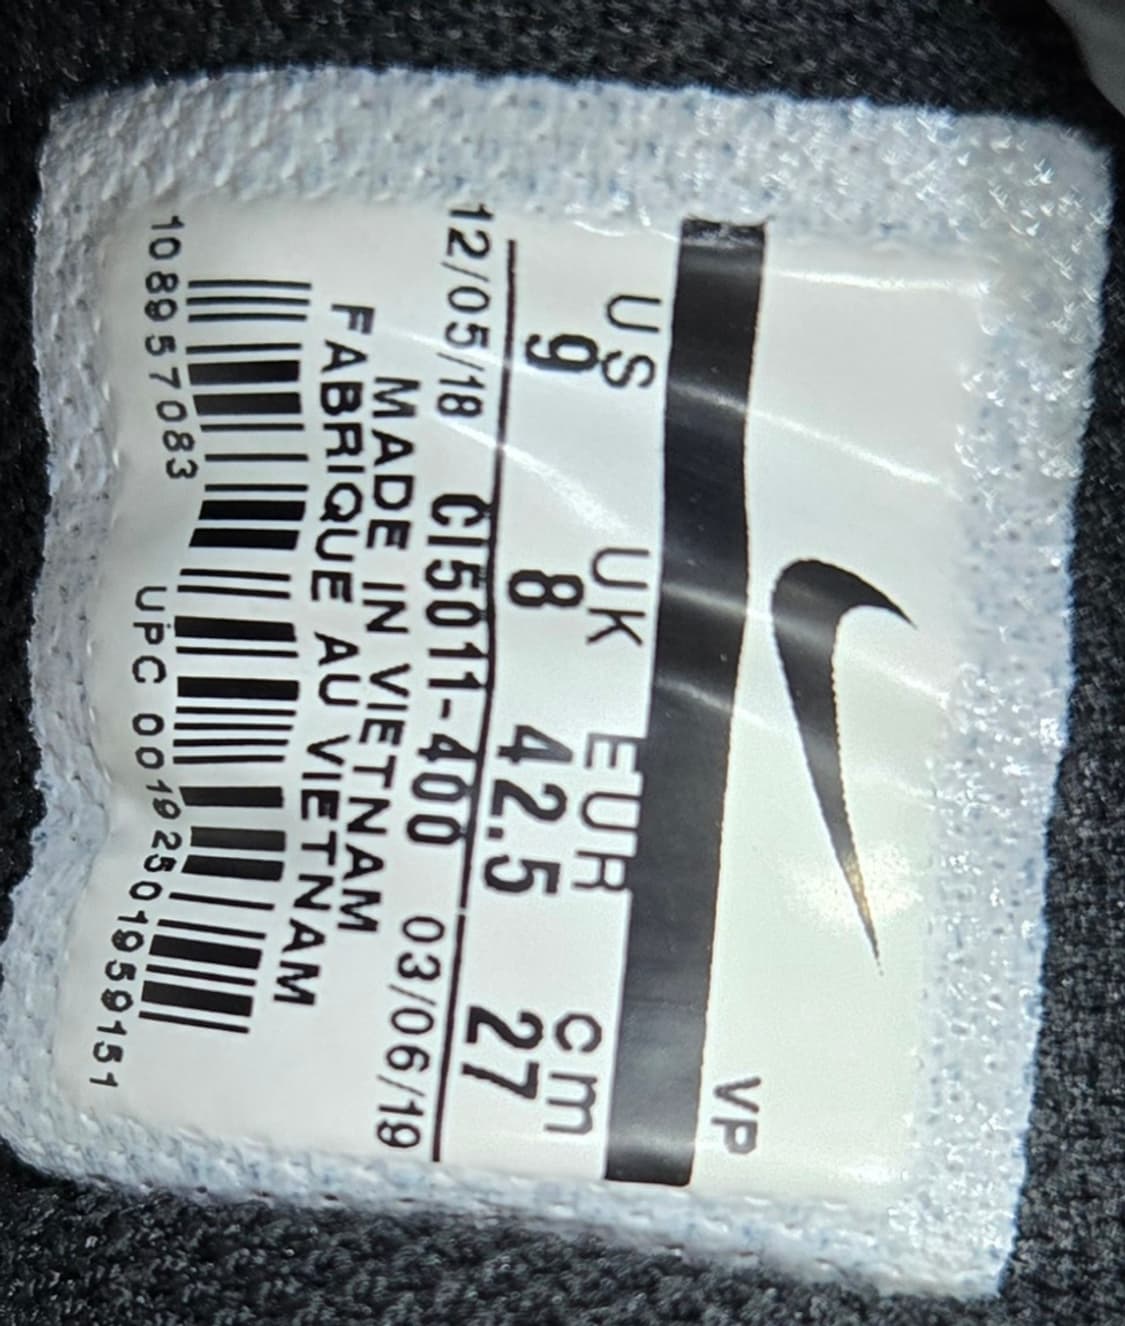 VP
US UK EUR cm
9 8 42.5 27
12/05/18 CI5011-400 03/06/19
MADE IN VIETNAM
FABRIQUE AU VIETNAM
108957083 UPC 00192501959151